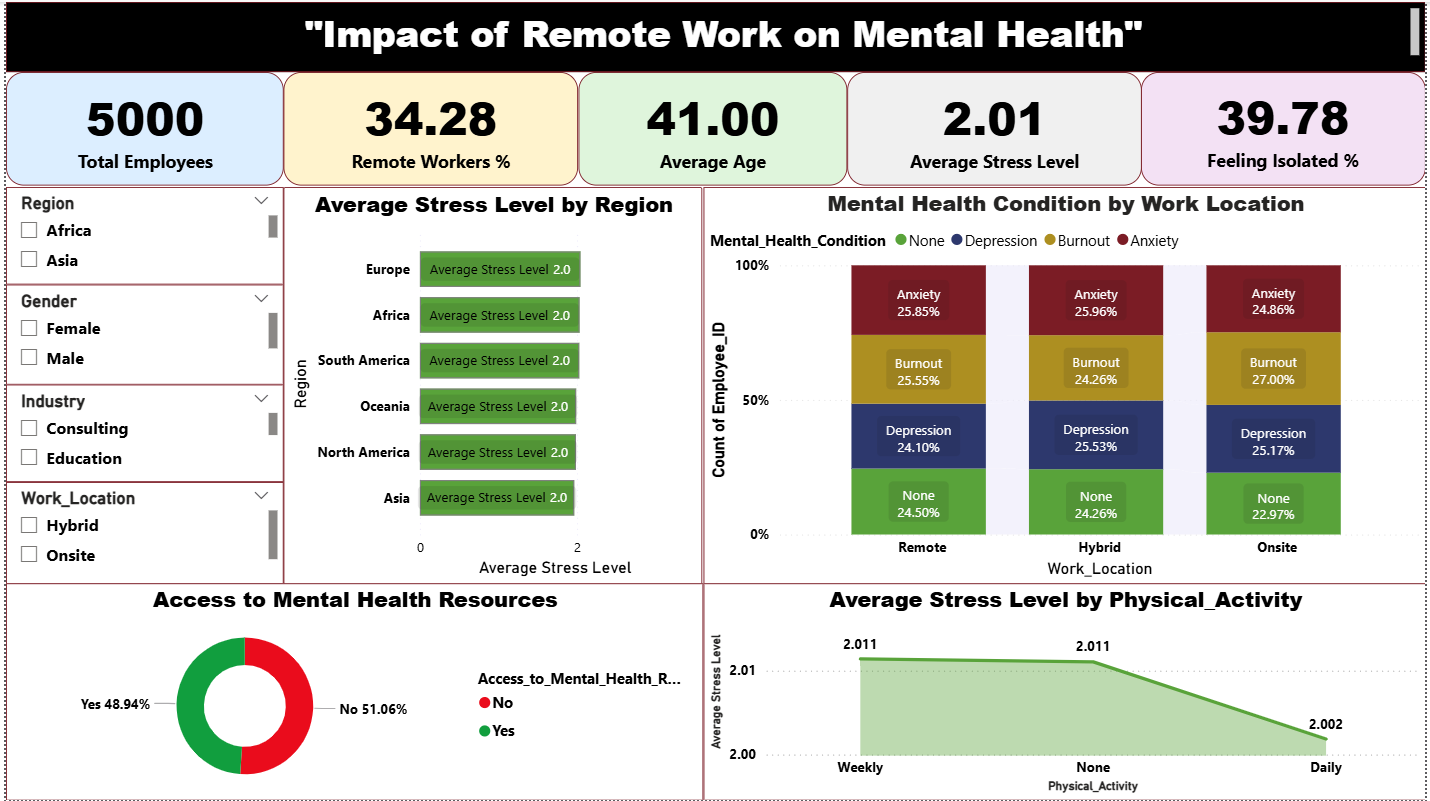 "Impact of Remote Work on Mental Health"
5000
Total Employees
34.28
Remote Workers %
41.00
Average Age
2.01
Average Stress Level
39.78
Feeling Isolated %
Region
Africa
Asia
Gender
Female
Male
Industry
Consulting
Education
Work_Location
Hybrid
Onsite
Average Stress Level by Region
Region
Europe
Average Stress Level 2.0
Africa
Average Stress Level 2.0
South America
Average Stress Level 2.0
Oceania
Average Stress Level 2.0
North America
Average Stress Level 2.0
Asia
Average Stress Level 2.0
0 2
Average Stress Level
Mental Health Condition by Work Location
Mental_Health_Condition None Depression Burnout Anxiety
Count of Employee_ID
100%
50%
0%
Anxiety
25.85%
Burnout
25.55%
Depression
24.10%
None
24.50%
Remote
Anxiety
25.96%
Burnout
24.26%
Depression
25.53%
None
24.26%
Hybrid
Anxiety
24.86%
Burnout
27.00%
Depression
25.17%
None
22.97%
Onsite
Work_Location
Access to Mental Health Resources
Yes 48.94%
No 51.06%
Access_to_Mental_Health_R...
No
Yes
Average Stress Level by Physical_Activity
Average Stress Level
2.01
2.00
2.011
2.011
2.002
Weekly None Daily
Physical_Activity